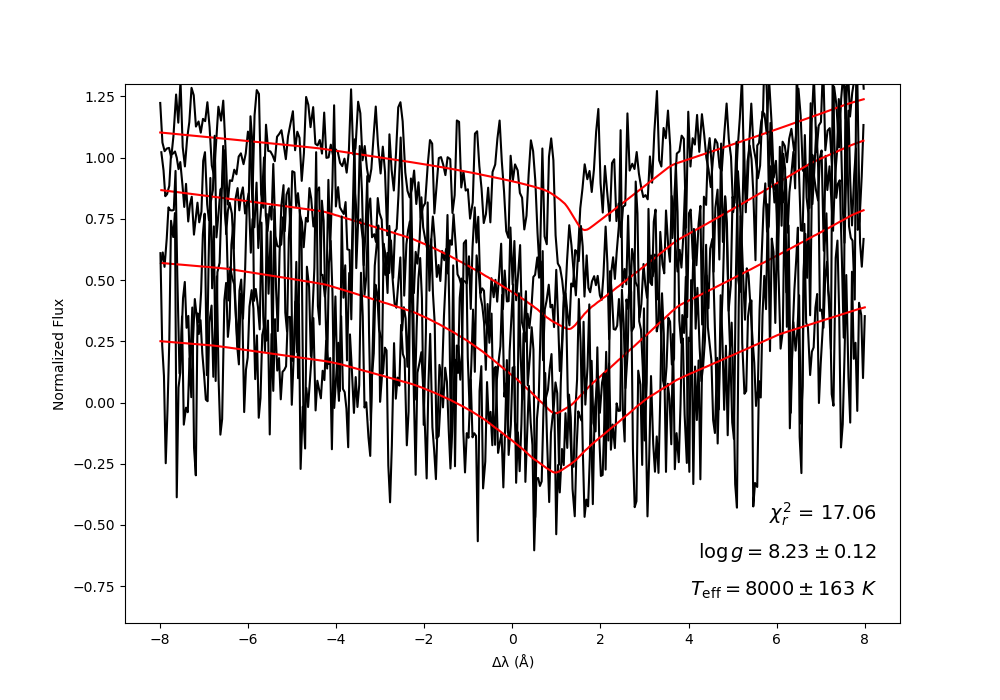 1.25
1.00
0.75
0.50
0.25
0.00
−0.25
−0.50
−0.75
Normalized Flux
χ²ᵣ = 17.06
log g = 8.23 ± 0.12
T_eff = 8000 ± 163 K
−8 −6 −4 −2 0 2 4 6 8
Δλ (Å)